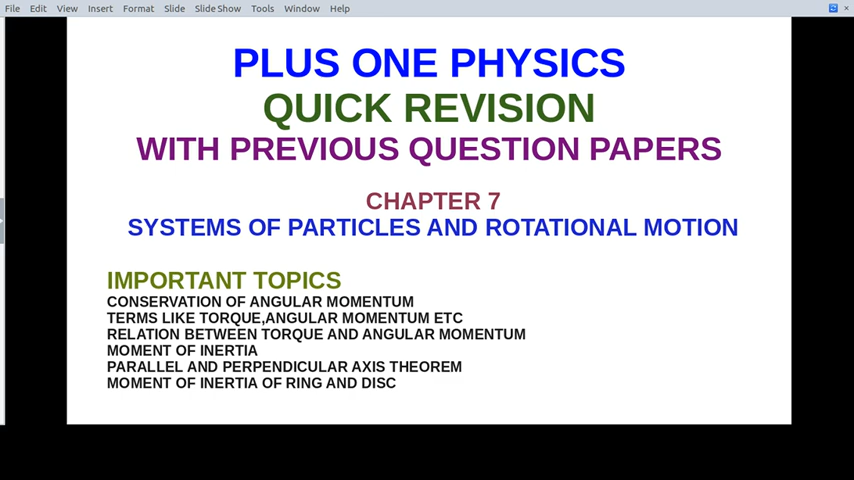 File Edit View Insert Format Slide Slide Show Tools Window Help
PLUS ONE PHYSICS
QUICK REVISION
WITH PREVIOUS QUESTION PAPERS
CHAPTER 7
SYSTEMS OF PARTICLES AND ROTATIONAL MOTION
IMPORTANT TOPICS
CONSERVATION OF ANGULAR MOMENTUM
TERMS LIKE TORQUE,ANGULAR MOMENTUM ETC
RELATION BETWEEN TORQUE AND ANGULAR MOMENTUM
MOMENT OF INERTIA
PARALLEL AND PERPENDICULAR AXIS THEOREM
MOMENT OF INERTIA OF RING AND DISC